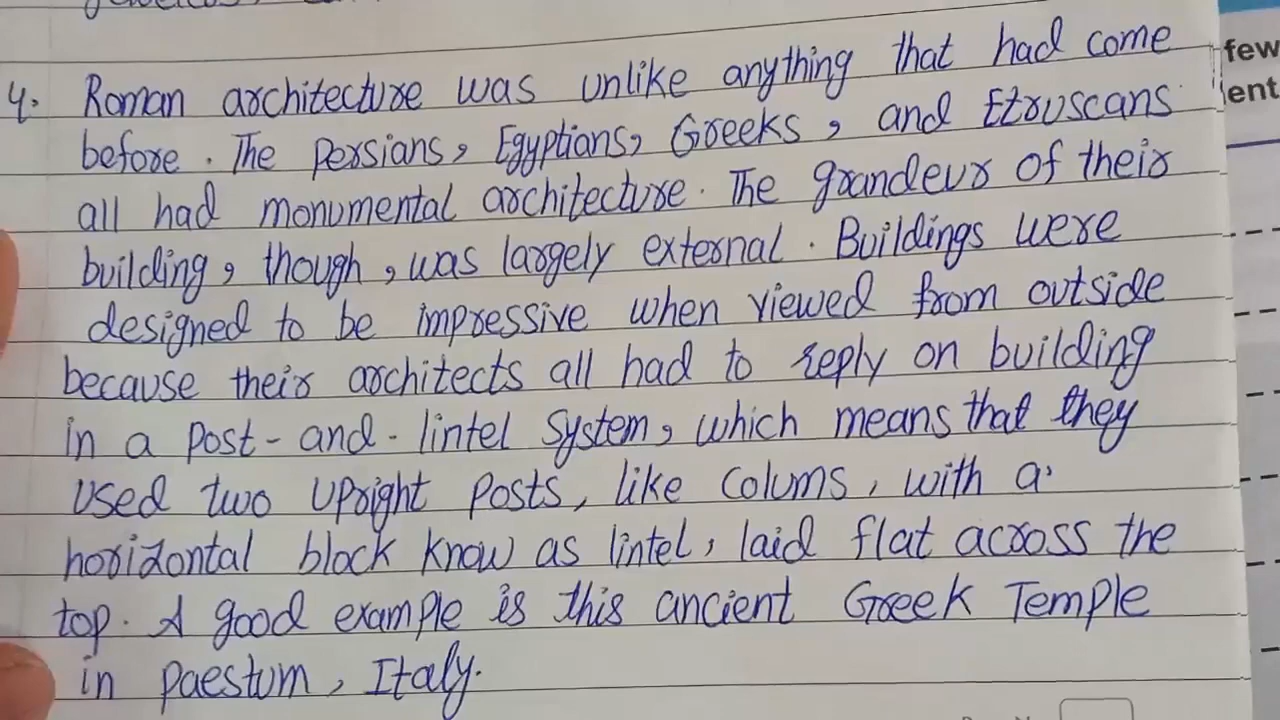 4. Roman architecture was unlike anything that had come
before. The Persians, Egyptians, Greeks, and Etruscans
all had monumental architecture. The grandeur of their
building, though, was largely external. Buildings were
designed to be impressive when viewed from outside
because their architects all had to reply on building
in a post-and-lintel system, which means that they
used two upright posts, like colums, with a
horizontal block know as lintel, laid flat across the
top. A good example is this ancient Greek Temple
in Paestum, Italy.
few
ent